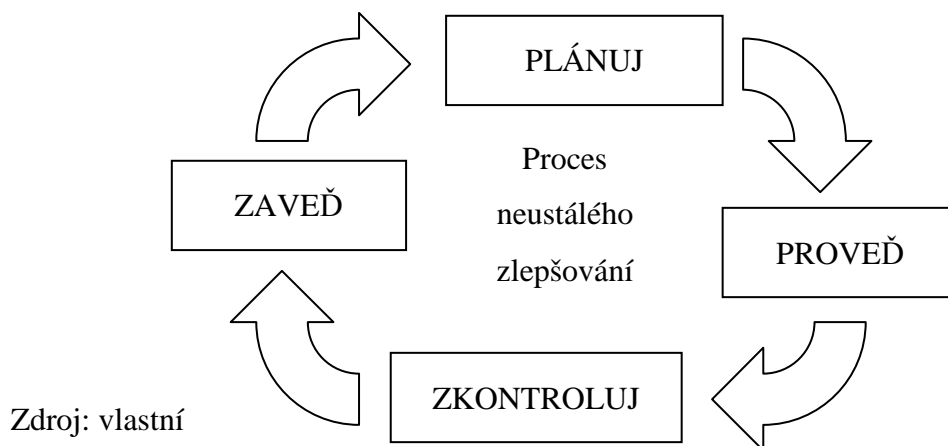 PLÁNUJ
Proces
neustálého
zlepšování
ZAVEĎ
PROVEĎ
ZKONTROLUJ
Zdroj: vlastní